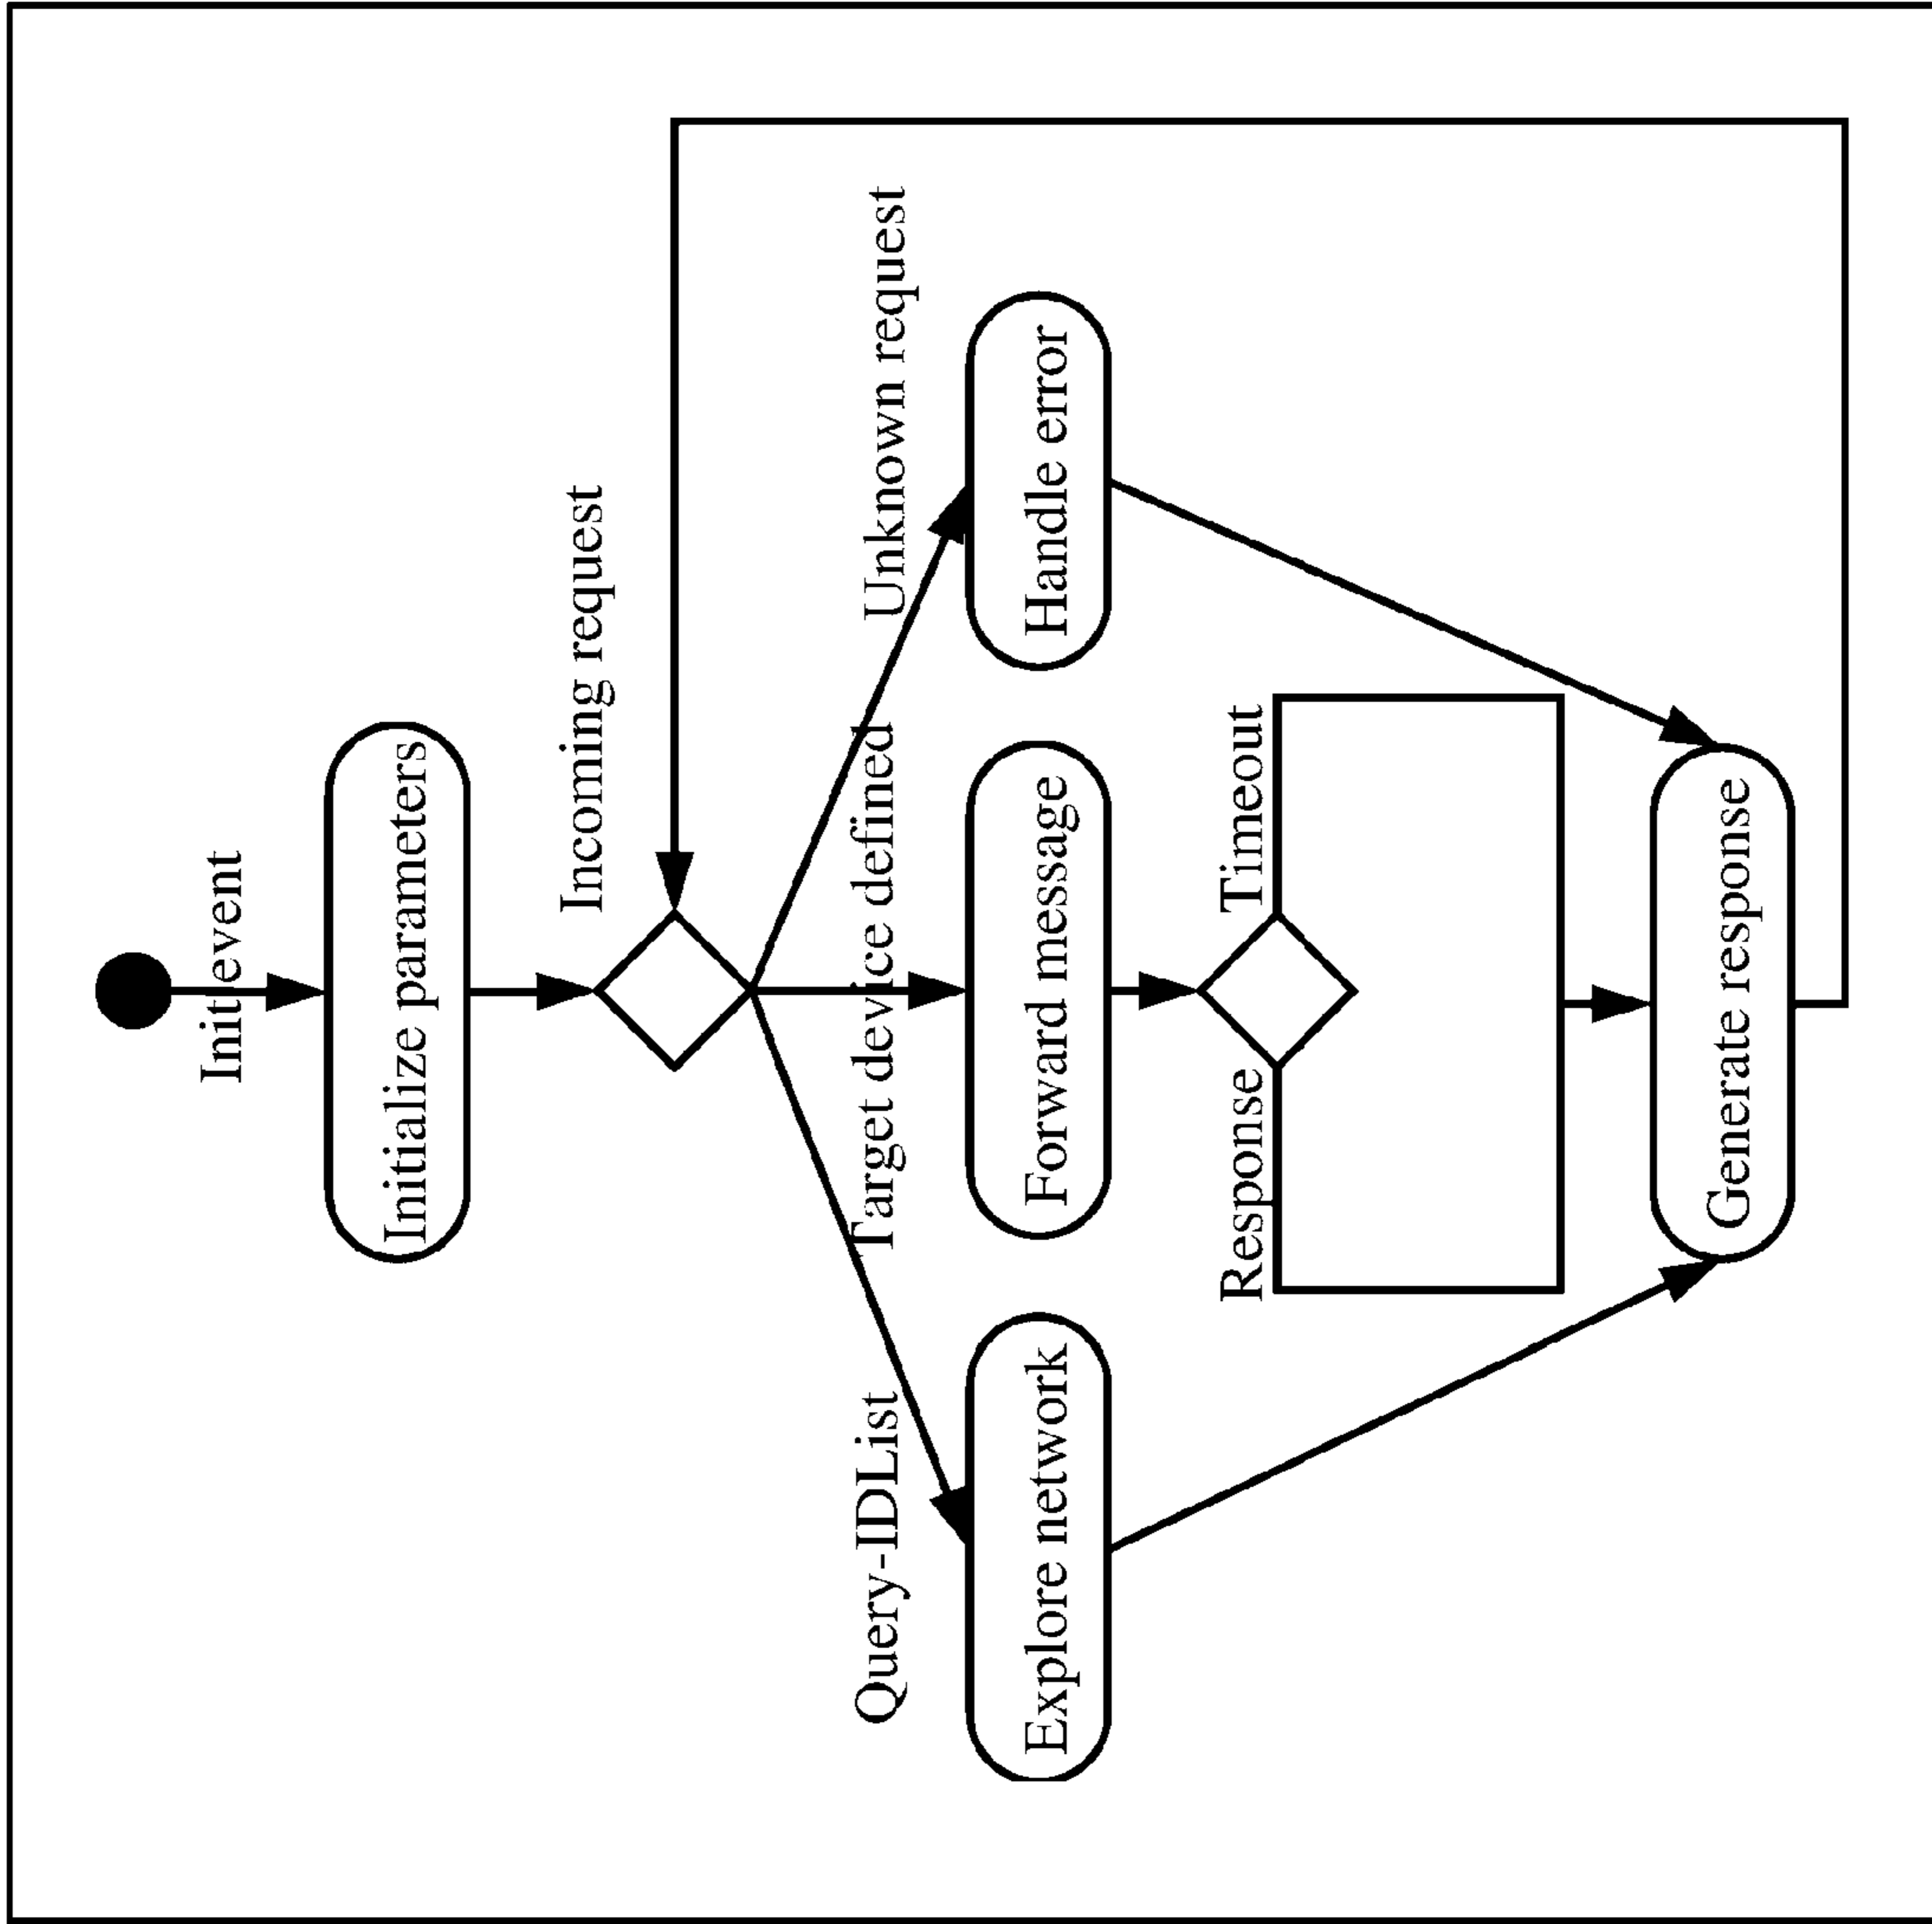 Init event
Initialize parameters
Incoming request
Query-IDList
Target device defined
Unknown request
Explore network
Forward message
Handle error
Response
Timeout
Generate response